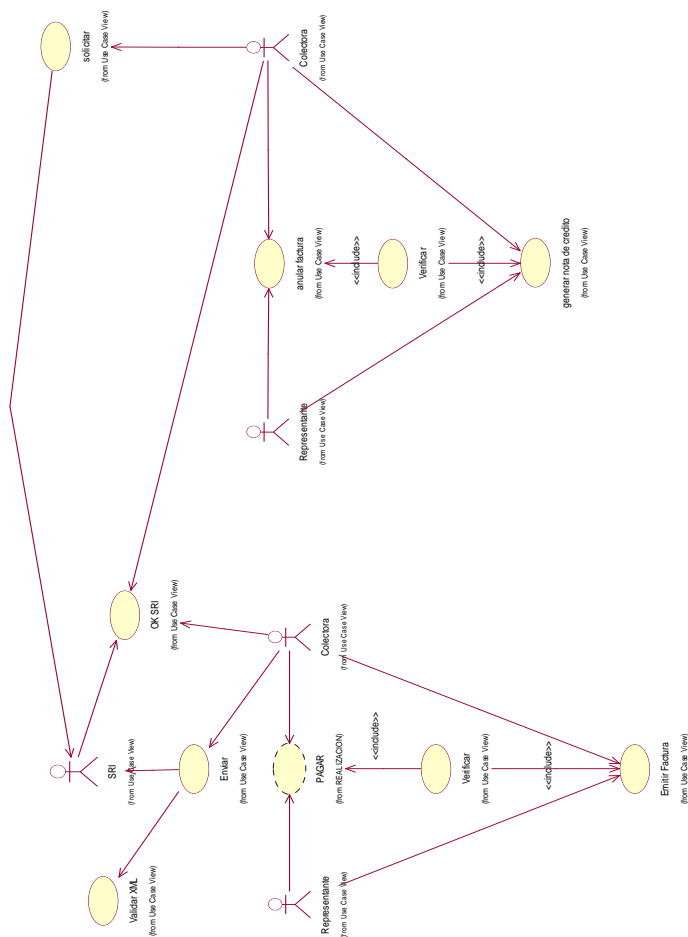 solicitar
(from Use Case View)
Colectora
(from Use Case View)
anular factura
(from Use Case View)
<<include>>
Verificar
(from Use Case View)
<<include>>
generar nota de credito
(from Use Case View)
Representante
(from Use Case View)
OK SRI
(from Use Case View)
Colectora
(from Use Case View)
SRI
(from Use Case View)
Enviar
(from Use Case View)
PAGAR
(from REALIZACION)
<<include>>
Verificar
(from Use Case View)
<<include>>
Emitir Factura
(from Use Case View)
Validar XML
(from Use Case View)
Representante
(from Use Case View)